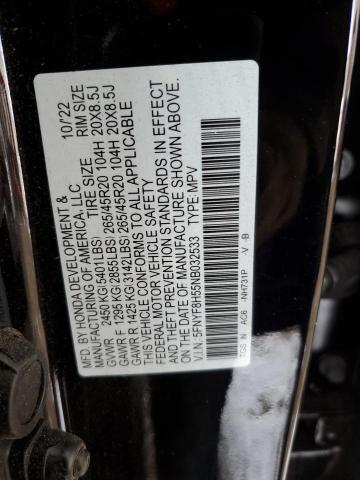 MFD. BY HONDA DEVELOPMENT & 10/22
MANUFACTURING OF AMERICA, LLC
TIRE SIZE RIM SIZE
GVWR 2450 KG(5401LBS)
GAWR F 1295 KG(2855LBS) 265/45R20 104H 20X8.5J
GAWR R 1425 KG(3142LBS) 265/45R20 104H 20X8.5J
THIS VEHICLE CONFORMS TO ALL APPLICABLE
FEDERAL MOTOR VEHICLE SAFETY
AND THEFT PREVENTION STANDARDS IN EFFECT
ON THE DATE OF MANUFACTURE SHOWN ABOVE.
V.I.N. 5FNYF8H55NB032533 TYPE: MPV
TGS IN AC6 -NH731P -V -B